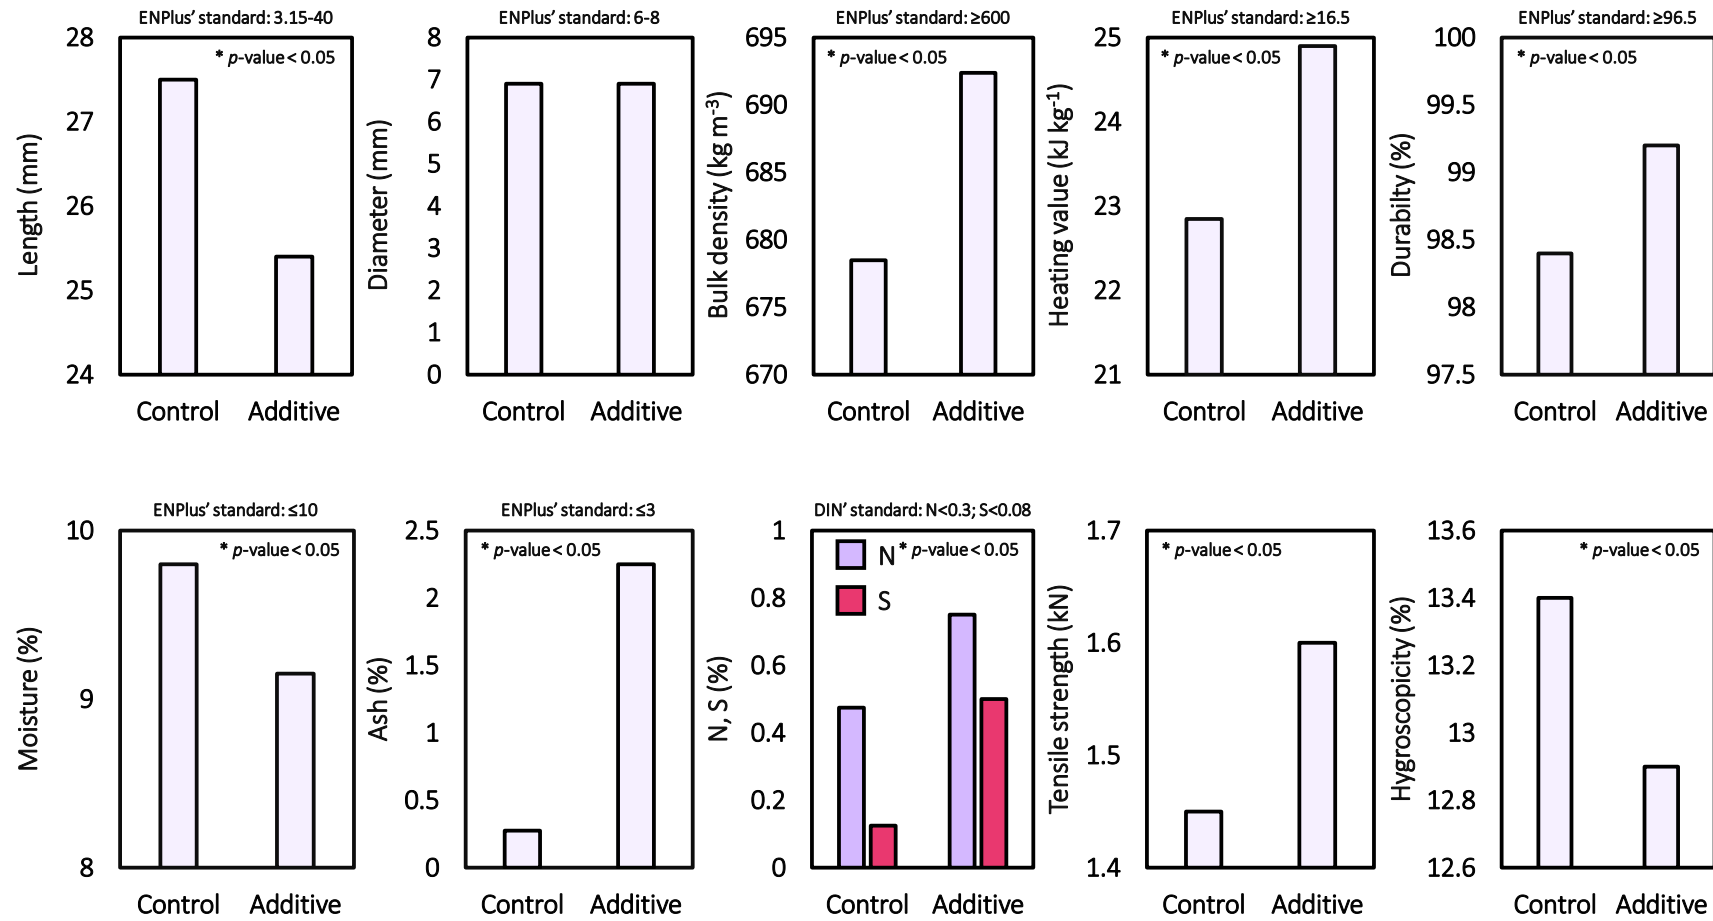 ENPlus’ standard: 3.15-40
* p-value < 0.05
Length (mm)
28
27
26
25
24
Control Additive
ENPlus’ standard: 6-8
Diameter (mm)
8
7
6
5
4
3
2
1
0
Control Additive
ENPlus’ standard: ≥600
* p-value < 0.05
Bulk density (kg m-3)
695
690
685
680
675
670
Control Additive
ENPlus’ standard: ≥16.5
* p-value < 0.05
Heating value (kJ kg-1)
25
24
23
22
21
Control Additive
ENPlus’ standard: ≥96.5
* p-value < 0.05
Durabilty (%)
100
99.5
99
98.5
98
97.5
Control Additive
ENPlus’ standard: ≤10
* p-value < 0.05
Moisture (%)
10
9
8
Control Additive
ENPlus’ standard: ≤3
* p-value < 0.05
Ash (%)
2.5
2
1.5
1
0.5
0
Control Additive
DIN’ standard: N<0.3; S<0.08
N * p-value < 0.05
S
N, S (%)
1
0.8
0.6
0.4
0.2
0
Control Additive
* p-value < 0.05
Tensile strength (kN)
1.7
1.6
1.5
1.4
Control Additive
* p-value < 0.05
Hygroscopicity (%)
13.6
13.4
13.2
13
12.8
12.6
Control Additive